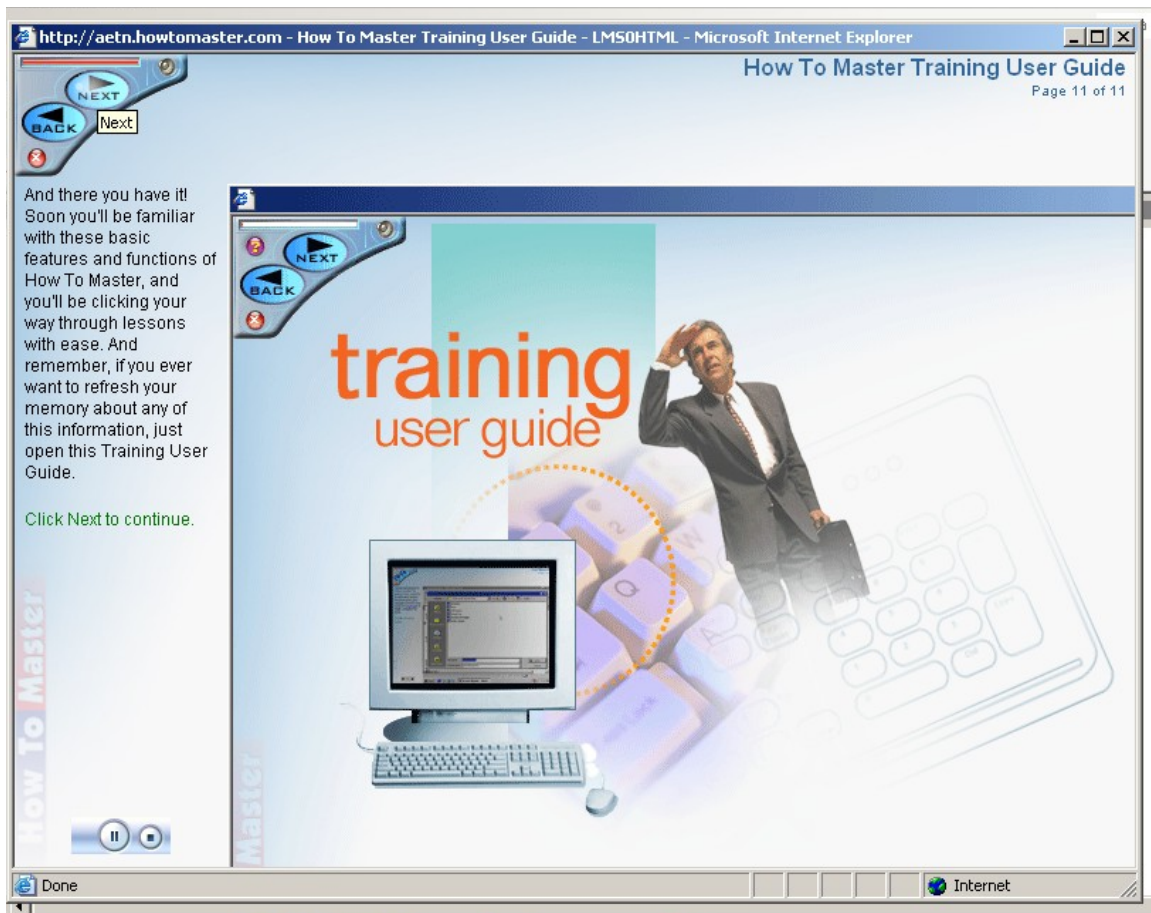 http://aetn.howtomaster.com - How To Master Training User Guide - LMS0HTML - Microsoft Internet Explorer
How To Master Training User Guide
Page 11 of 11
NEXT
BACK
Next
And there you have it!
Soon you'll be familiar
with these basic
features and functions of
How To Master, and
you'll be clicking your
way through lessons
with ease. And
remember, if you ever
want to refresh your
memory about any of
this information, just
open this Training User
Guide.
Click Next to continue.
How To Master
NEXT
BACK
training
user guide
2
W
Q
A
Master
Done
Internet